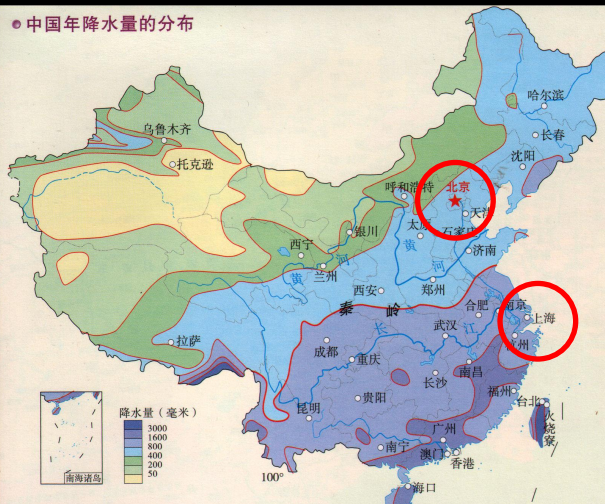 中国年降水量的分布
哈尔滨
长春
沈阳
乌鲁木齐
托克逊
呼和浩特
北京
天津
银川
太原
石家庄
济南
西宁
兰州
黄
河
黄
河
西安
郑州
秦
岭
合肥
南京
上海
杭州
拉萨
成都
重庆
武汉
长
江
南昌
长沙
贵阳
昆明
福州
台北
火烧寮
广州
南宁
澳门
香港
海口
100°
降水量(毫米)
3000
1600
800
400
200
50
南海诸岛